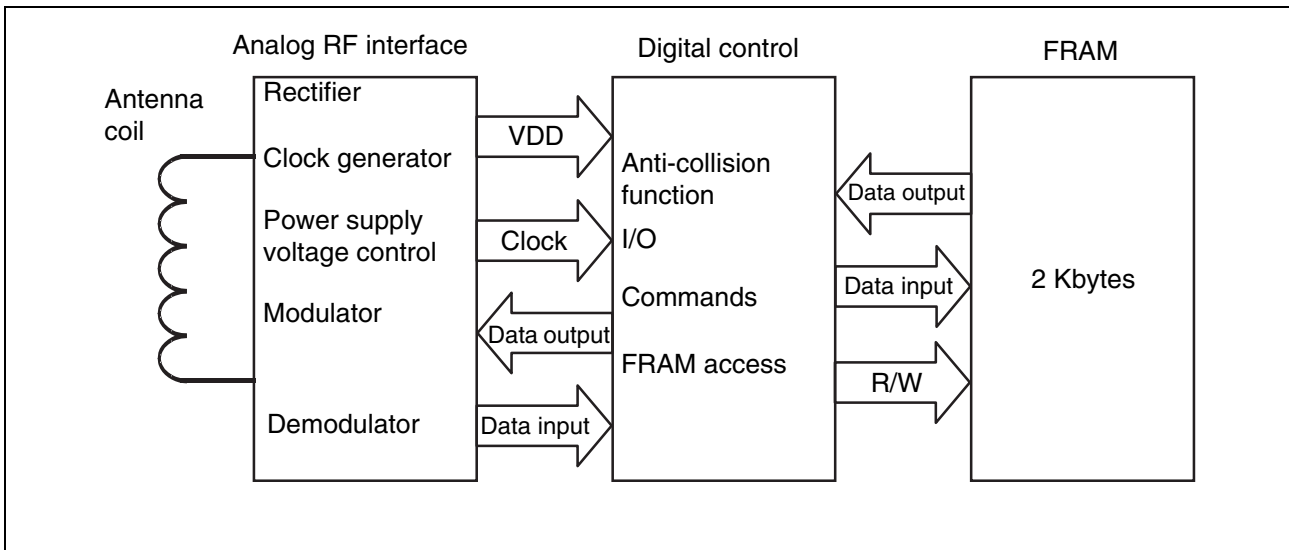 Analog RF interface
Digital control
FRAM
Antenna
coil
Rectifier
Clock generator
Power supply
voltage control
Modulator
Demodulator
VDD
Clock
Data output
Data input
Anti-collision
function
I/O
Commands
FRAM access
Data output
Data input
R/W
2 Kbytes